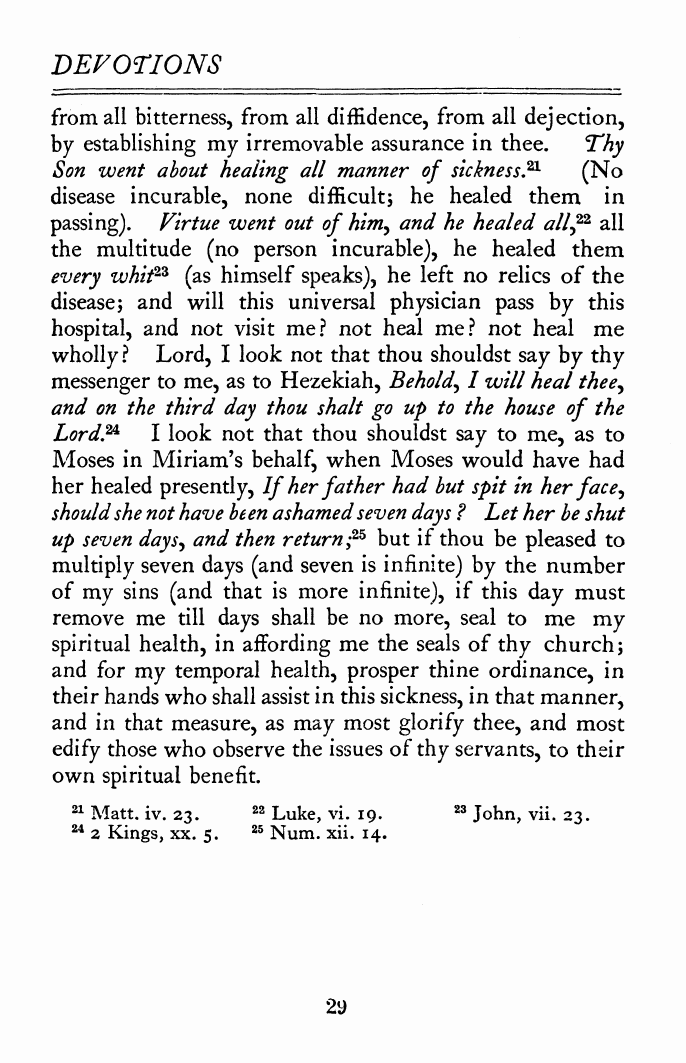 DEVOTIONS
from all bitterness, from all diffidence, from all dejection,
by establishing my irremovable assurance in thee. Thy
Son went about healing all manner of sickness.²¹ (No
disease incurable, none difficult; he healed them in
passing). Virtue went out of him, and he healed all,²² all
the multitude (no person incurable), he healed them
every whit²³ (as himself speaks), he left no relics of the
disease; and will this universal physician pass by this
hospital, and not visit me? not heal me? not heal me
wholly? Lord, I look not that thou shouldst say by thy
messenger to me, as to Hezekiah, Behold, I will heal thee,
and on the third day thou shalt go up to the house of the
Lord.²⁴ I look not that thou shouldst say to me, as to
Moses in Miriam's behalf, when Moses would have had
her healed presently, If her father had but spit in her face,
should she not have been ashamed seven days? Let her be shut
up seven days, and then return;²⁵ but if thou be pleased to
multiply seven days (and seven is infinite) by the number
of my sins (and that is more infinite), if this day must
remove me till days shall be no more, seal to me my
spiritual health, in affording me the seals of thy church;
and for my temporal health, prosper thine ordinance, in
their hands who shall assist in this sickness, in that manner,
and in that measure, as may most glorify thee, and most
edify those who observe the issues of thy servants, to their
own spiritual benefit.
²¹ Matt. iv. 23. ²² Luke, vi. 19. ²³ John, vii. 23.
²⁴ 2 Kings, xx. 5. ²⁵ Num. xii. 14.
29